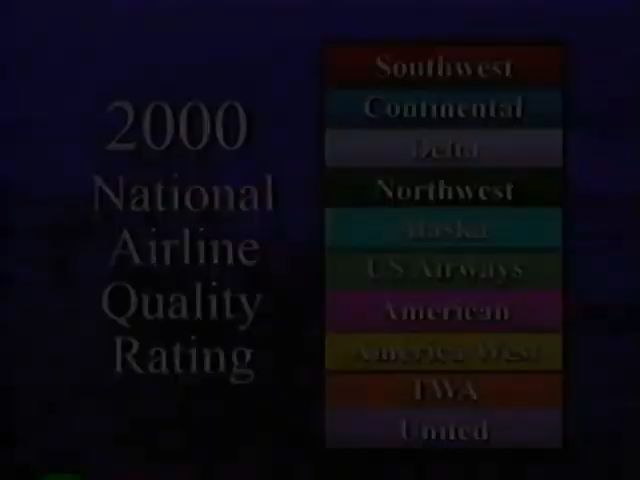 2000
National
Airline
Quality
Rating
Southwest
Continental
Delta
Northwest
Alaska
US Airways
American
America West
TWA
United